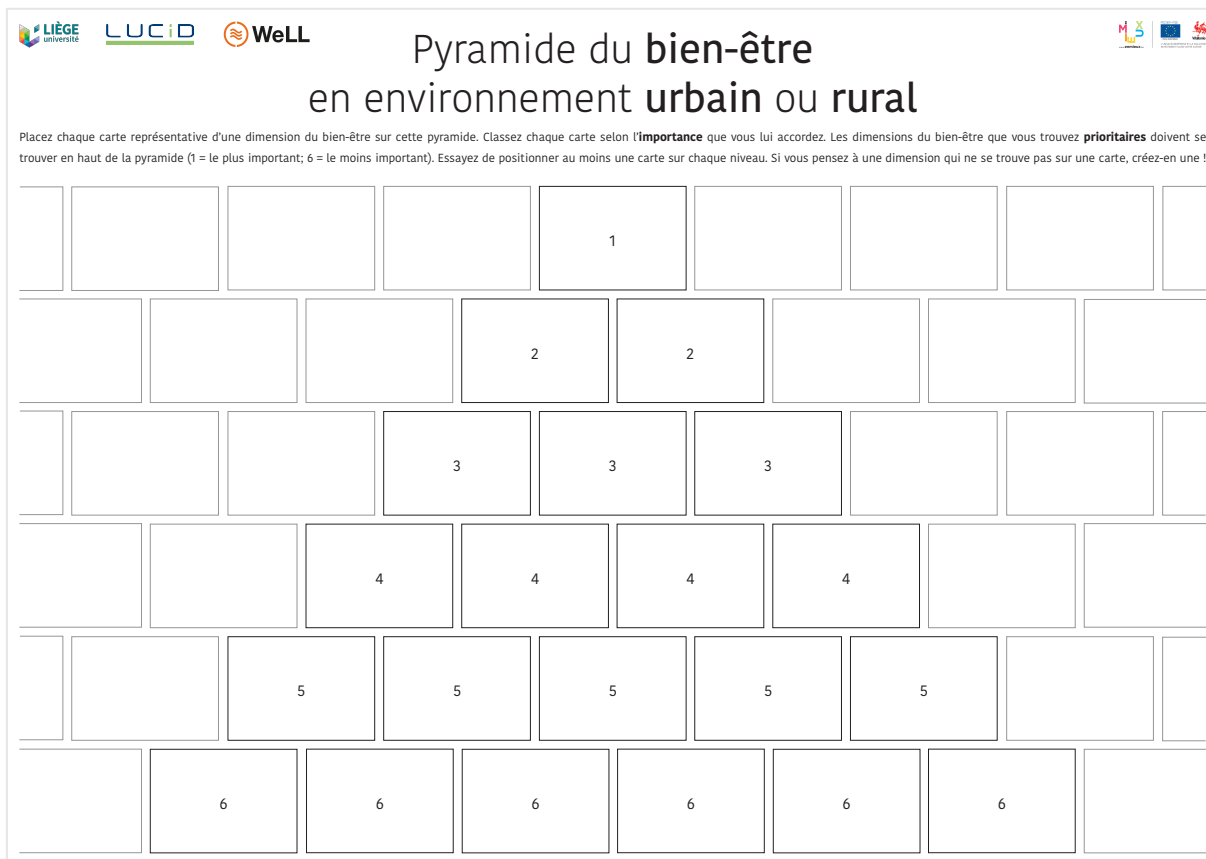 LIÈGE
université
LUCiD
WeLL
Pyramide du bien-être
en environnement urbain ou rural
Placez chaque carte représentative d'une dimension du bien-être sur cette pyramide. Classez chaque carte selon l'importance que vous lui accordez. Les dimensions du bien-être que vous trouvez prioritaires doivent se
trouver en haut de la pyramide (1 = le plus important; 6 = le moins important). Essayez de positionner au moins une carte sur chaque niveau. Si vous pensez à une dimension qui ne se trouve pas sur une carte, créez-en une !
1
2 2
3 3 3
4 4 4 4
5 5 5 5 5
6 6 6 6 6 6